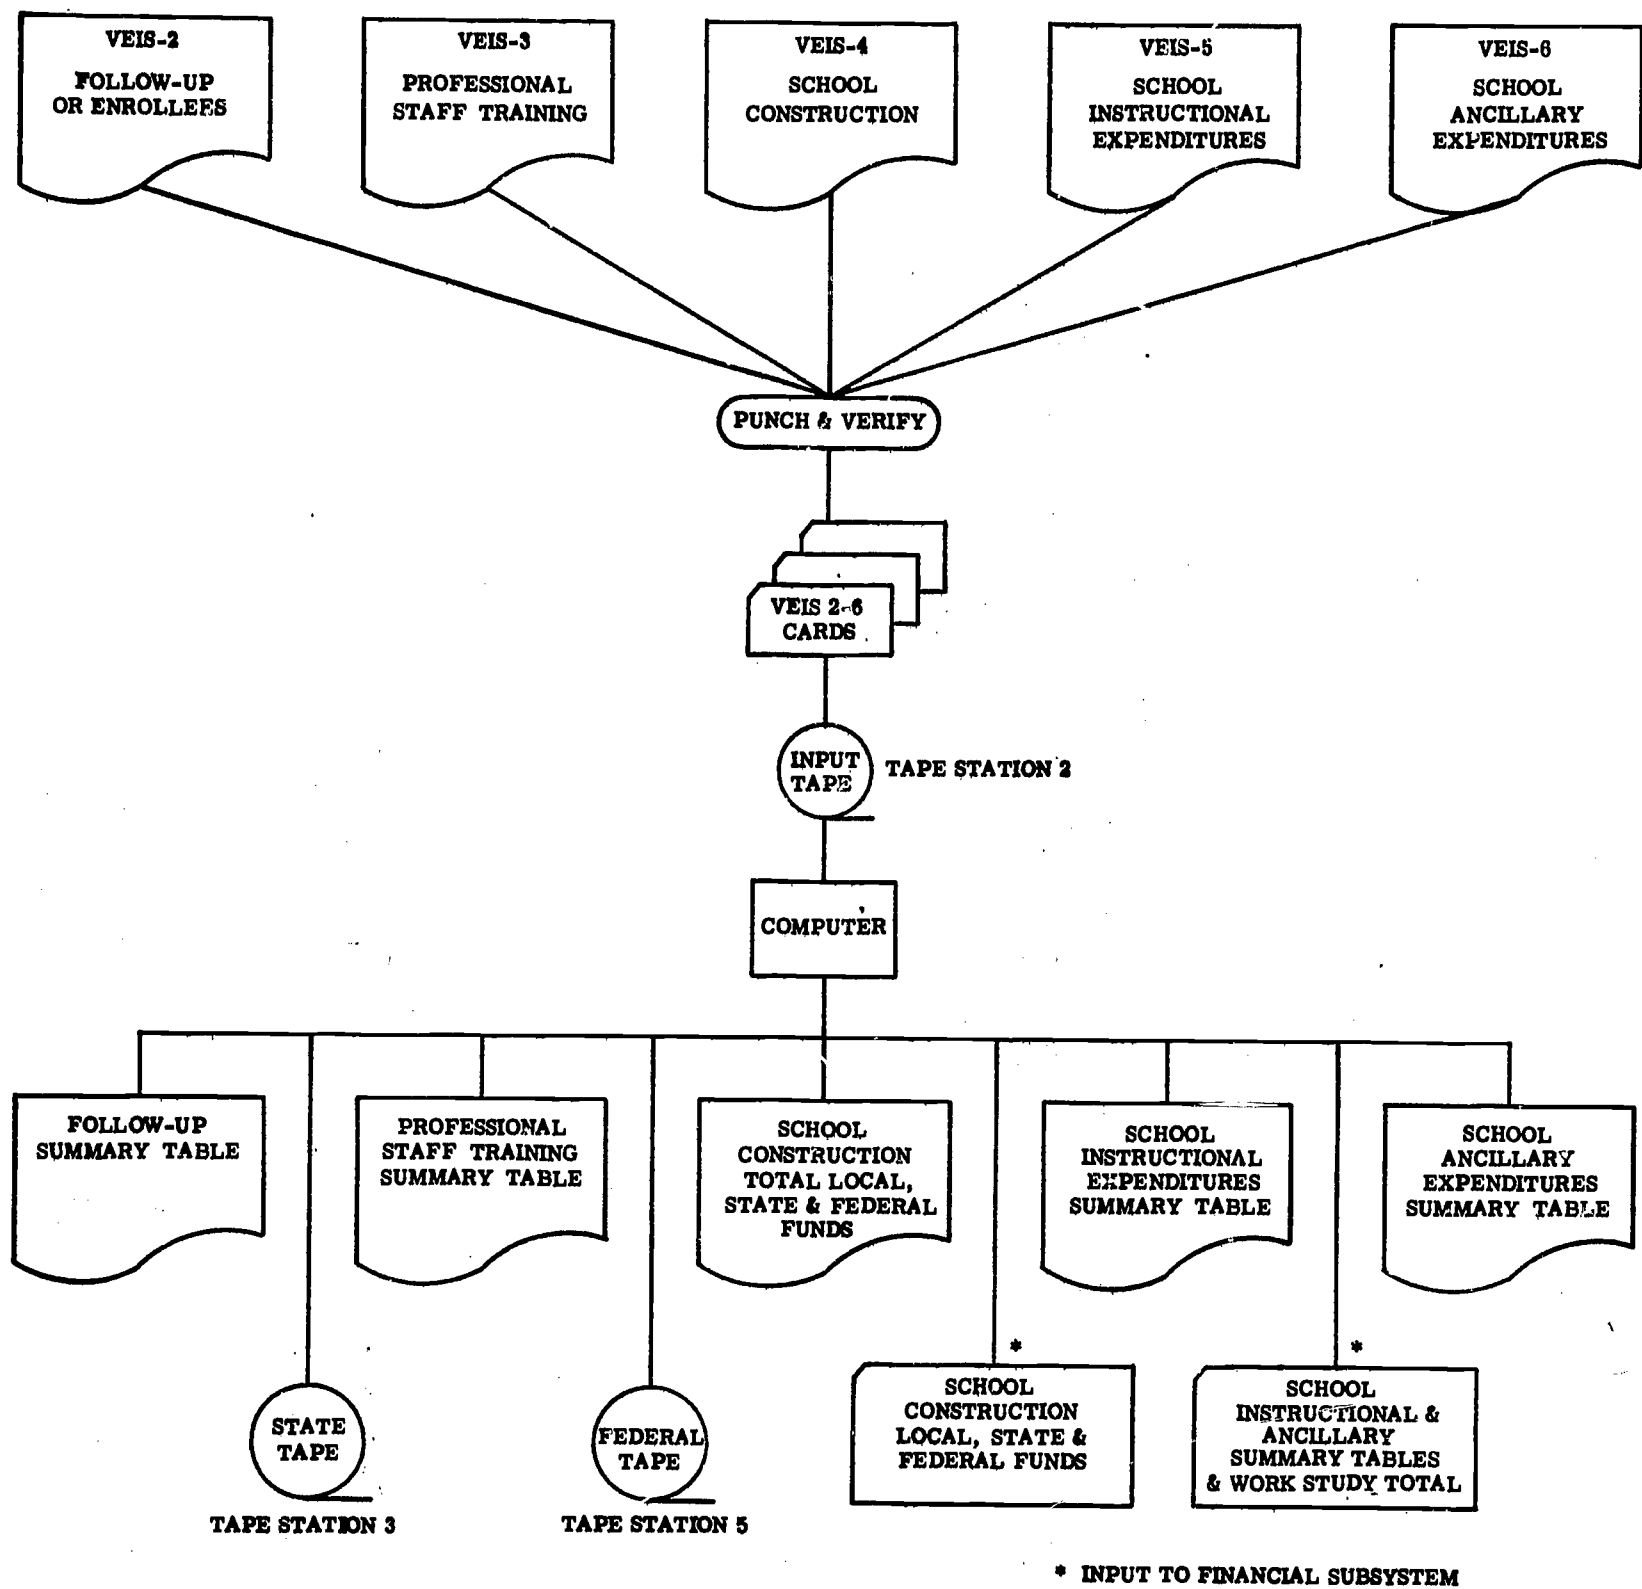 VEIS-2
FOLLOW-UP
OR ENROLLEES
VEIS-3
PROFESSIONAL
STAFF TRAINING
VEIS-4
SCHOOL
CONSTRUCTION
VEIS-5
SCHOOL
INSTRUCTIONAL
EXPENDITURES
VEIS-6
SCHOOL
ANCILLARY
EXPENDITURES
PUNCH & VERIFY
VEIS 2-6
CARDS
INPUT
TAPE
TAPE STATION 2
COMPUTER
FOLLOW-UP
SUMMARY TABLE
PROFESSIONAL
STAFF TRAINING
SUMMARY TABLE
SCHOOL
CONSTRUCTION
TOTAL LOCAL,
STATE & FEDERAL
FUNDS
SCHOOL
INSTRUCTIONAL
EXPENDITURES
SUMMARY TABLE
SCHOOL
ANCILLARY
EXPENDITURES
SUMMARY TABLE
STATE
TAPE
TAPE STATION 3
FEDERAL
TAPE
TAPE STATION 5
*
SCHOOL
CONSTRUCTION
LOCAL, STATE &
FEDERAL FUNDS
*
SCHOOL
INSTRUCTIONAL &
ANCILLARY
SUMMARY TABLES
& WORK STUDY TOTAL
* INPUT TO FINANCIAL SUBSYSTEM